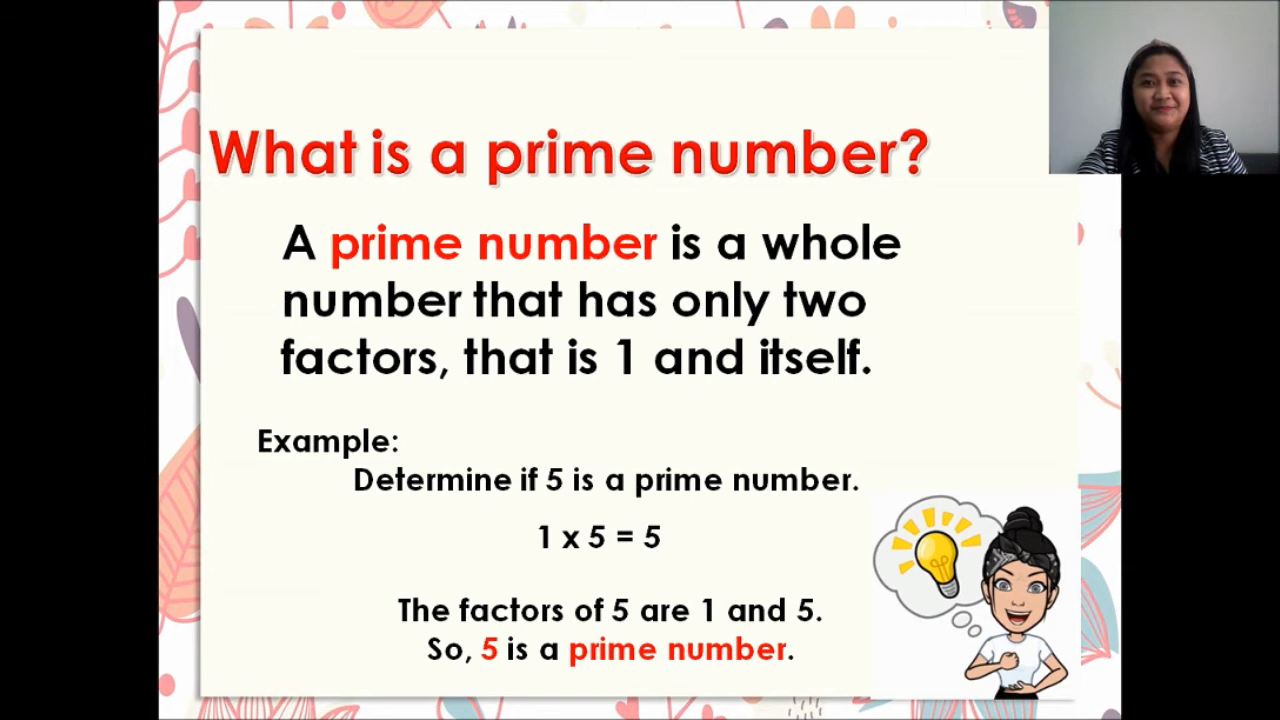 What is a prime number?
A prime number is a whole
number that has only two
factors, that is 1 and itself.
Example:
Determine if 5 is a prime number.
1 x 5 = 5
The factors of 5 are 1 and 5.
So, 5 is a prime number.